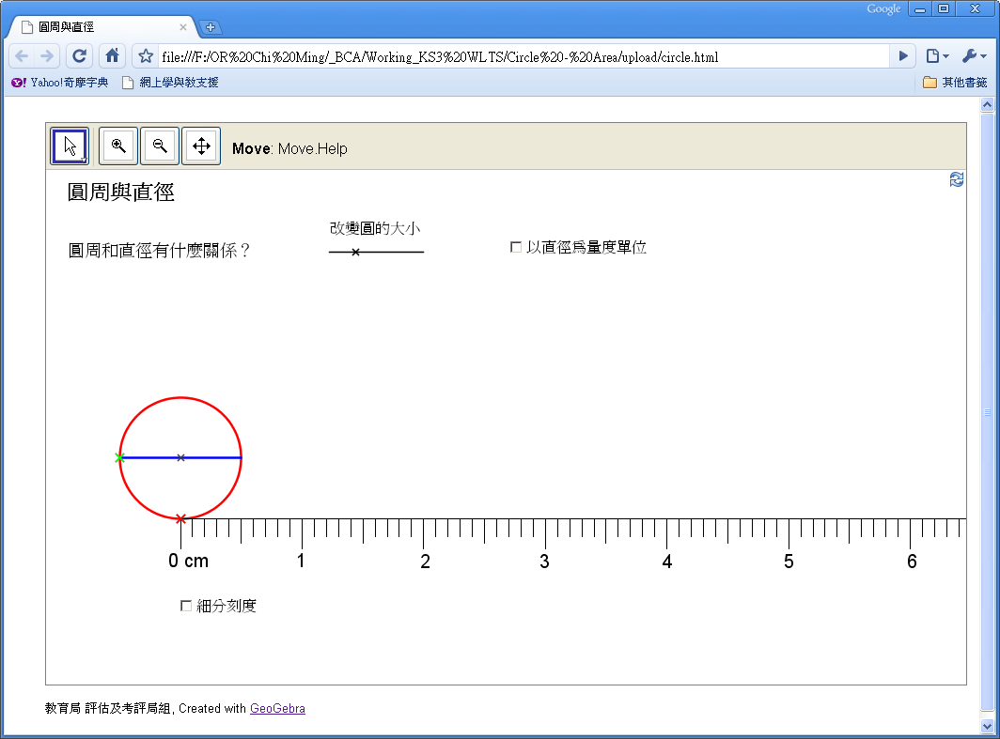 Google
圓周與直徑
file:///F:/OR%20Chi%20Ming/_BCA/Working_KS3%20WLTS/Circle%20-%20Area/upload/circle.html
Yahoo!奇摩字典 網上學與教支援 其他書籤
Move: Move.Help
圓周與直徑
改變圓的大小
圓周和直徑有什麼關係？
以直徑為量度單位
0 cm 1 2 3 4 5 6
細分刻度
教育局 評估及考評局組, Created with GeoGebra